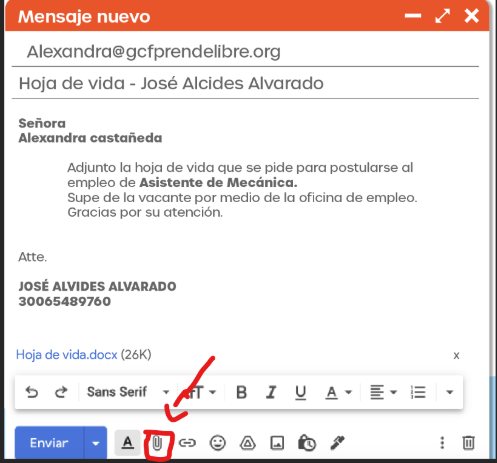 Mensaje nuevo
Alexandra@gcfprendelibre.org
Hoja de vida - José Alcides Alvarado
Señora
Alexandra castañeda
Adjunto la hoja de vida que se pide para postularse al
empleo de Asistente de Mecánica.
Supe de la vacante por medio de la oficina de empleo.
Gracias por su atención.
Atte.
JOSÉ ALVIDES ALVARADO
30065489760
Hoja de vida.docx (26K) x
Sans Serif TT B I U A
Enviar A